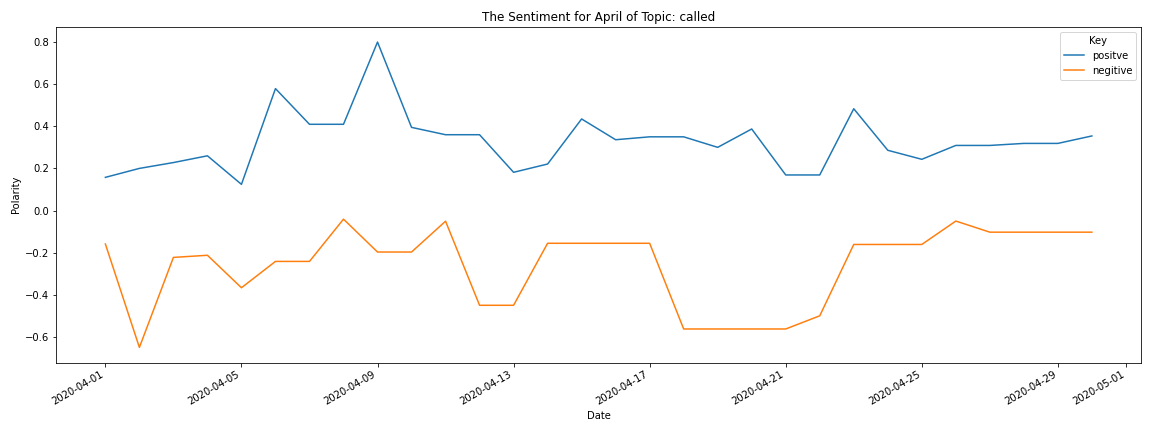 The Sentiment for April of Topic: called
Key
positve
negitive
0.8
0.6
0.4
0.2
0.0
−0.2
−0.4
−0.6
Polarity
2020-04-01
2020-04-05
2020-04-09
2020-04-13
2020-04-17
2020-04-21
2020-04-25
2020-04-29
2020-05-01
Date